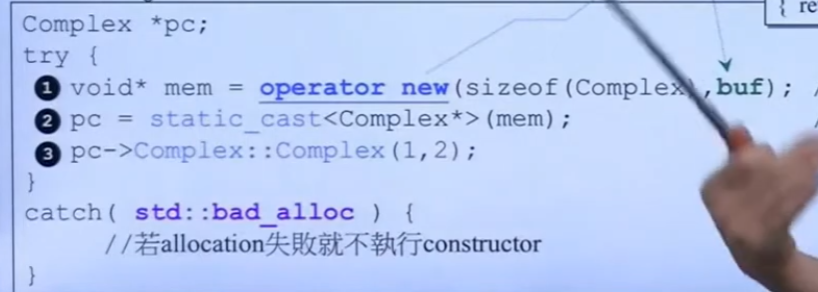 { re
Complex *pc;
try {
❶ void* mem = operator new(sizeof(Complex),buf); /
❷ pc = static_cast<Complex*>(mem); /
❸ pc->Complex::Complex(1,2);
}
catch( std::bad_alloc ) {
//若allocation失敗就不執行constructor
}